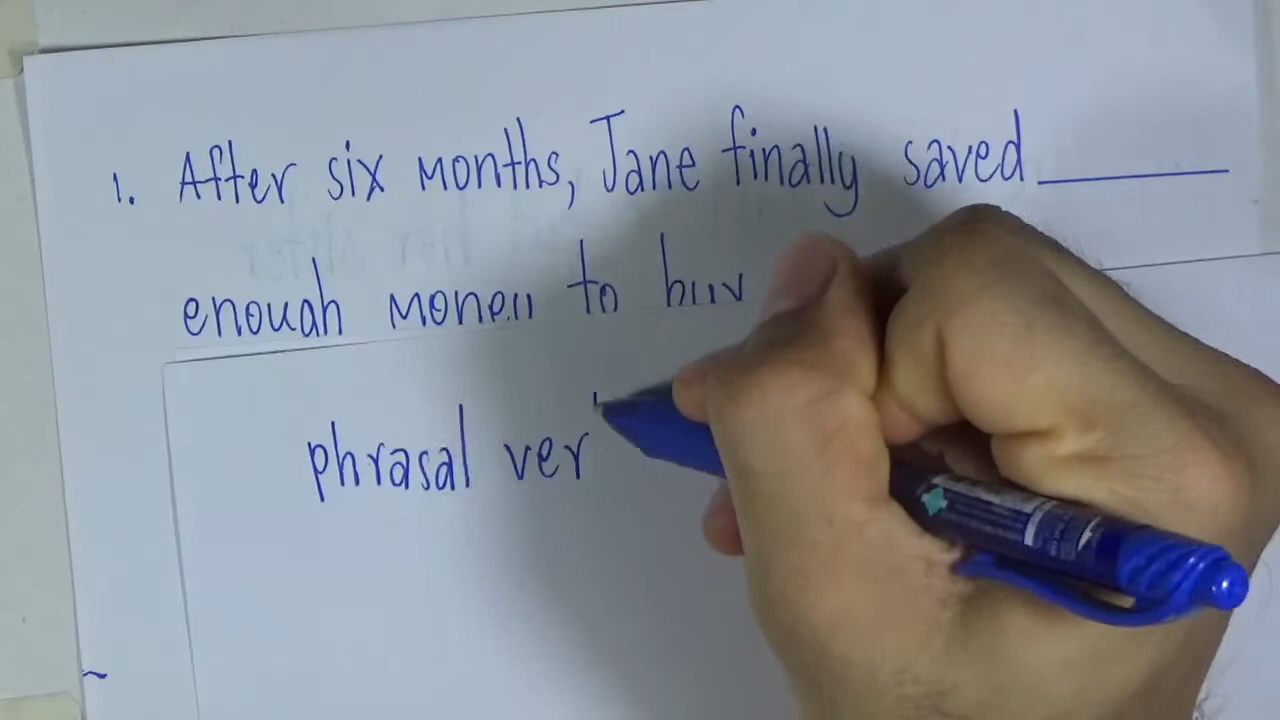 1. After six months, Jane finally saved ______
enough money to buy
phrasal ver